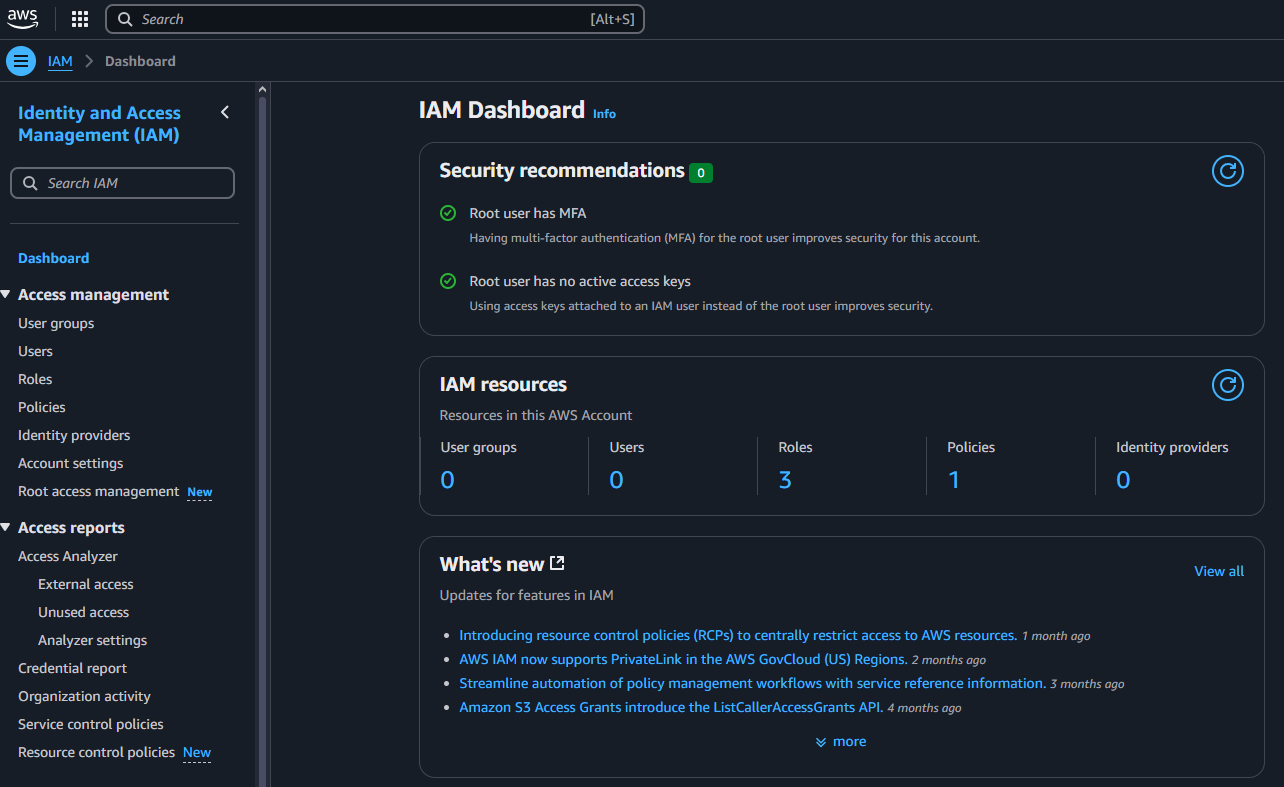 aws
Search [Alt+S]
IAM Dashboard
Identity and Access
Management (IAM)
Search IAM
Dashboard
Access management
User groups
Users
Roles
Policies
Identity providers
Account settings
Root access management New
Access reports
Access Analyzer
External access
Unused access
Analyzer settings
Credential report
Organization activity
Service control policies
Resource control policies New
IAM Dashboard Info
Security recommendations 0
Root user has MFA
Having multi-factor authentication (MFA) for the root user improves security for this account.
Root user has no active access keys
Using access keys attached to an IAM user instead of the root user improves security.
IAM resources
Resources in this AWS Account
User groups Users Roles Policies Identity providers
0 0 3 1 0
What's new
View all
Updates for features in IAM
Introducing resource control policies (RCPs) to centrally restrict access to AWS resources. 1 month ago
AWS IAM now supports PrivateLink in the AWS GovCloud (US) Regions. 2 months ago
Streamline automation of policy management workflows with service reference information. 3 months ago
Amazon S3 Access Grants introduce the ListCallerAccessGrants API. 4 months ago
more